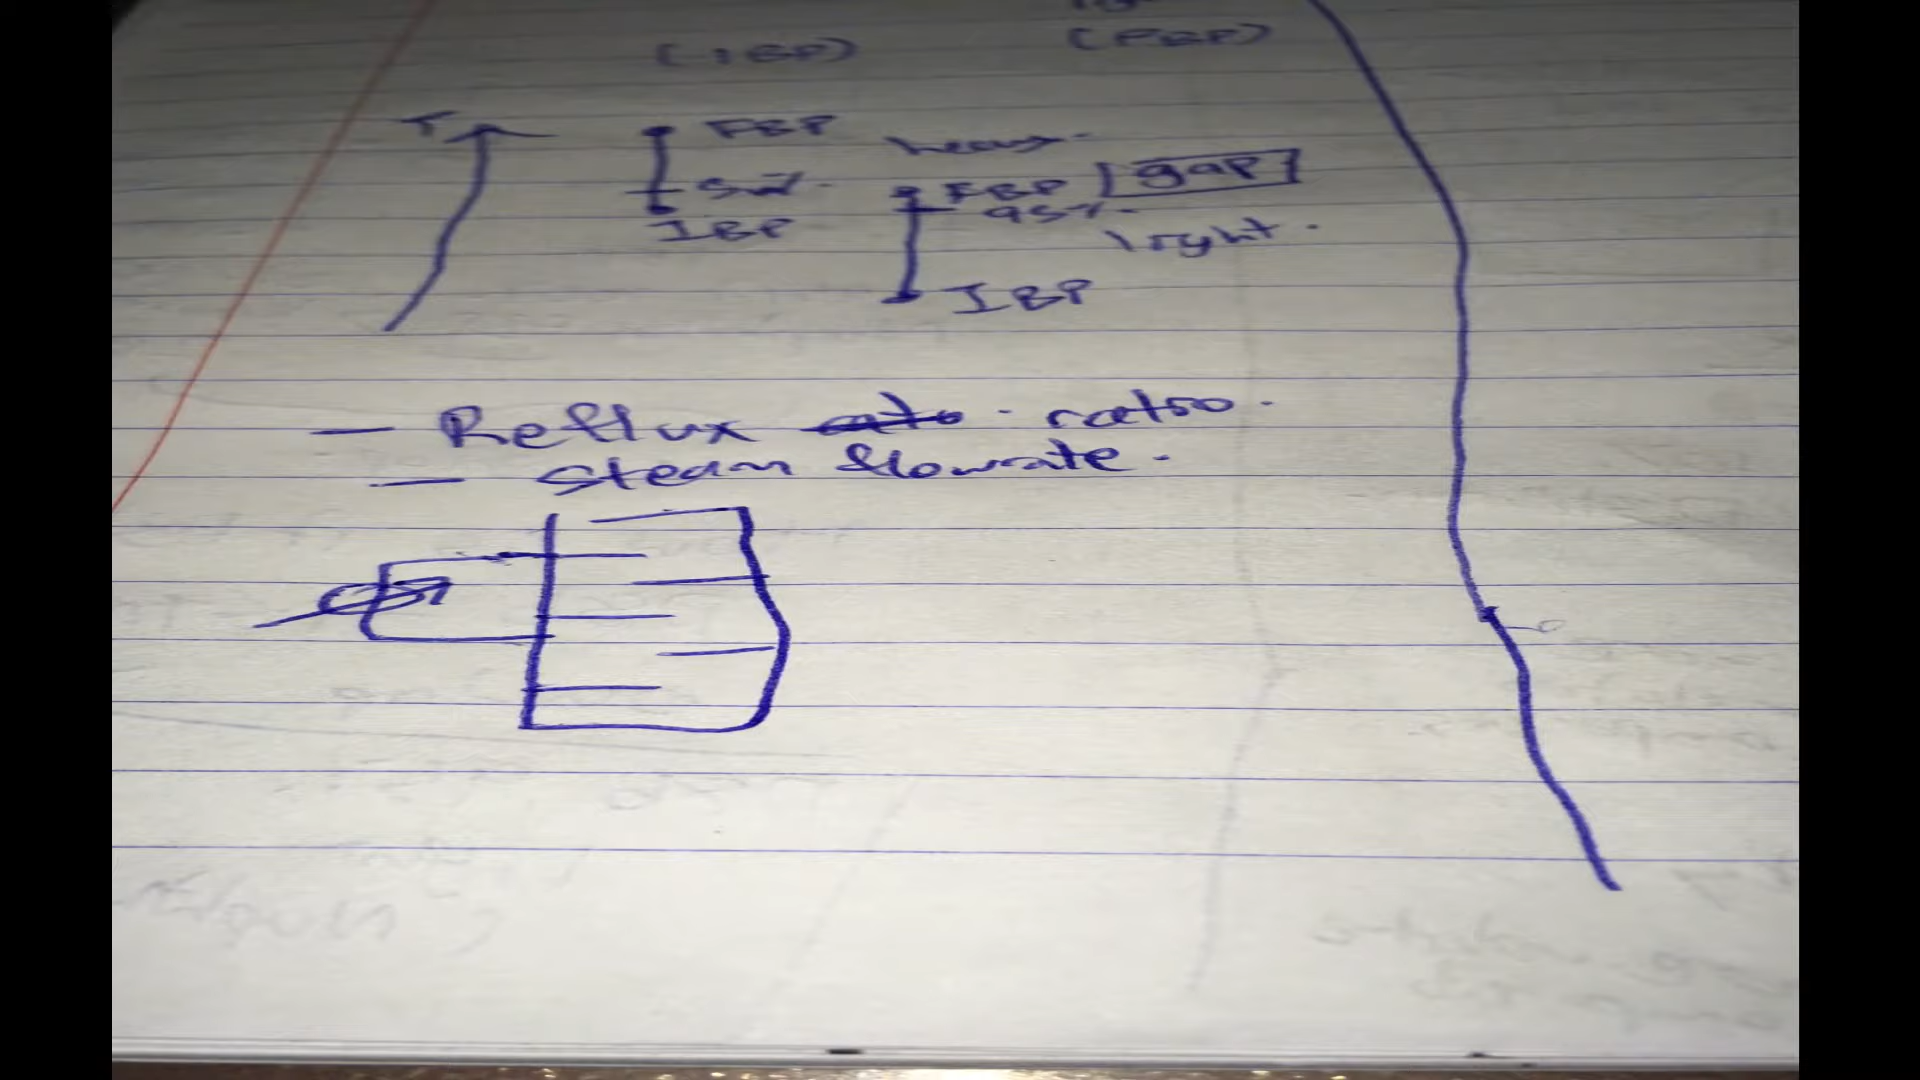 (IBP) (FBP)
T FBP heavy.
5%. FBP } gap
IBP 95%.
light.
IBP
— Reflux ratio.
— Steam flowrate.